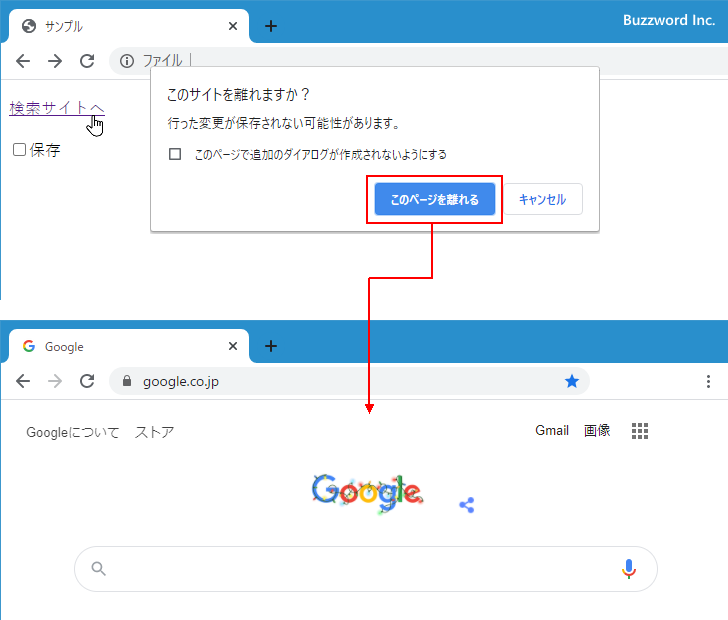 サンプル
Buzzword Inc.
ファイル
検索サイトへ
保存
このサイトを離れますか？
行った変更が保存されない可能性があります。
このページで追加のダイアログが作成されないようにする
このページを離れる
キャンセル
Google
google.co.jp
Googleについて ストア
Gmail 画像
Google